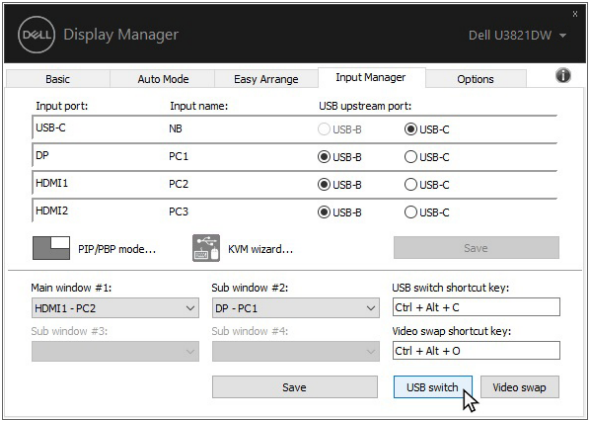 x
DELL Display Manager Dell U3821DW
Basic Auto Mode Easy Arrange Input Manager Options i
Input port: Input name: USB upstream port:
USB-C NB USB-B USB-C
DP PC1 USB-B USB-C
HDMI1 PC2 USB-B USB-C
HDMI2 PC3 USB-B USB-C
PIP/PBP mode... KVM wizard... Save
Main window #1: Sub window #2: USB switch shortcut key:
HDMI1 - PC2 DP - PC1 Ctrl + Alt + C
Sub window #3: Sub window #4: Video swap shortcut key:
Ctrl + Alt + O
Save USB switch Video swap